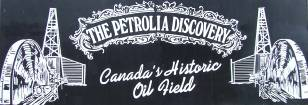 THE PETROLIA DISCOVERY
Canada's Historic
Oil Field